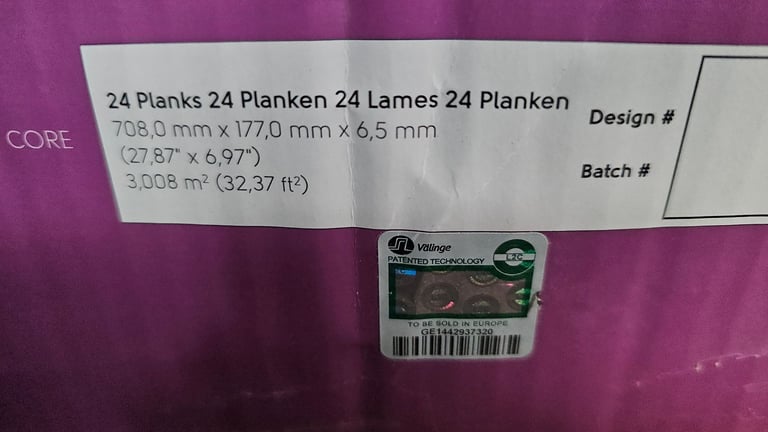 CORE
24 Planks 24 Planken 24 Lames 24 Planken
708,0 mm x 177,0 mm x 6,5 mm
(27,87" x 6,97")
3,008 m² (32,37 ft²)
Design #
Batch #
Välinge
PATENTED TECHNOLOGY
L2C
TO BE SOLD IN EUROPE
GE1442937320